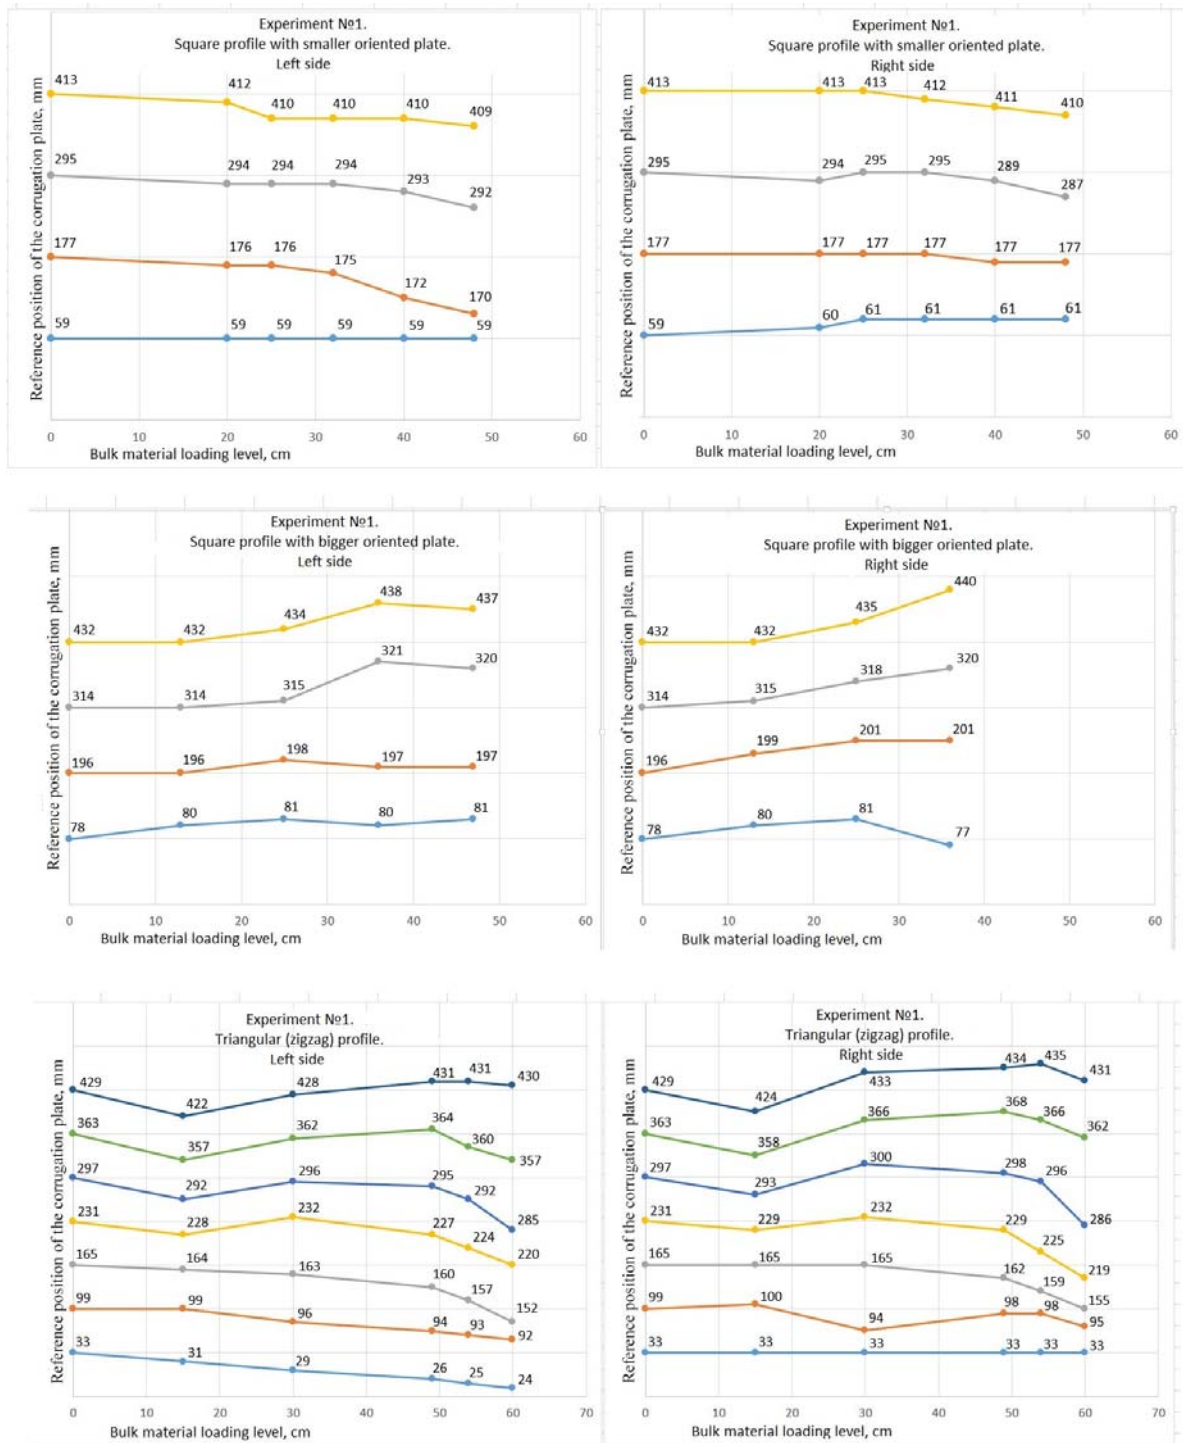 Experiment №1.
Square profile with smaller oriented plate.
Left side
Reference position of the corrugation plate, mm
413 412 410 410 410 409
295 294 294 294 293 292
177 176 176 175 172 170
59 59 59 59 59 59
0 10 20 30 40 50 60
Bulk material loading level, cm
Experiment №1.
Square profile with smaller oriented plate.
Right side
Reference position of the corrugation plate, mm
413 413 413 412 411 410
295 294 295 295 289 287
177 177 177 177 177 177
59 60 61 61 61 61
0 10 20 30 40 50 60
Bulk material loading level, cm
Experiment №1.
Square profile with bigger oriented plate.
Left side
Reference position of the corrugation plate, mm
432 432 434 438 437
314 314 315 321 320
196 196 198 197 197
78 80 81 80 81
0 10 20 30 40 50 60
Bulk material loading level, cm
Experiment №1.
Square profile with bigger oriented plate.
Right side
Reference position of the corrugation plate, mm
432 432 435 440
314 315 318 320
196 199 201 201
78 80 81 77
0 10 20 30 40 50 60
Bulk material loading level, cm
Experiment №1.
Triangular (zigzag) profile.
Left side
Reference position of the corrugation plate, mm
429 422 428 431 431 430
363 357 362 364 360 357
297 292 296 295 292 285
231 228 232 227 224 220
165 164 163 160 157 152
99 99 96 94 93 92
33 31 29 26 25 24
0 10 20 30 40 50 60 70
Bulk material loading level, cm
Experiment №1.
Triangular (zigzag) profile.
Right side
Reference position of the corrugation plate, mm
429 424 433 434 435 431
363 358 366 368 366 362
297 293 300 298 296 286
231 229 232 229 225 219
165 165 165 162 159 155
99 100 94 98 98 95
33 33 33 33 33 33
0 10 20 30 40 50 60 70
Bulk material loading level, cm